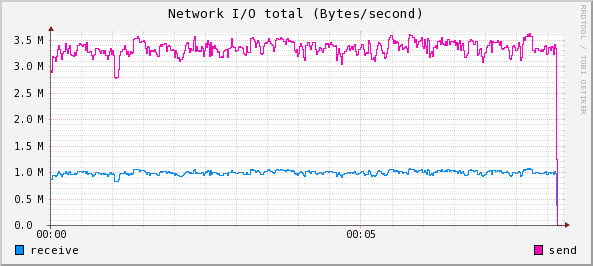 Network I/O total (Bytes/second)
RRDTOOL / TOBI OETIKER
3.5 M
3.0 M
2.5 M
2.0 M
1.5 M
1.0 M
0.5 M
0.0
00:00 00:05
receive send